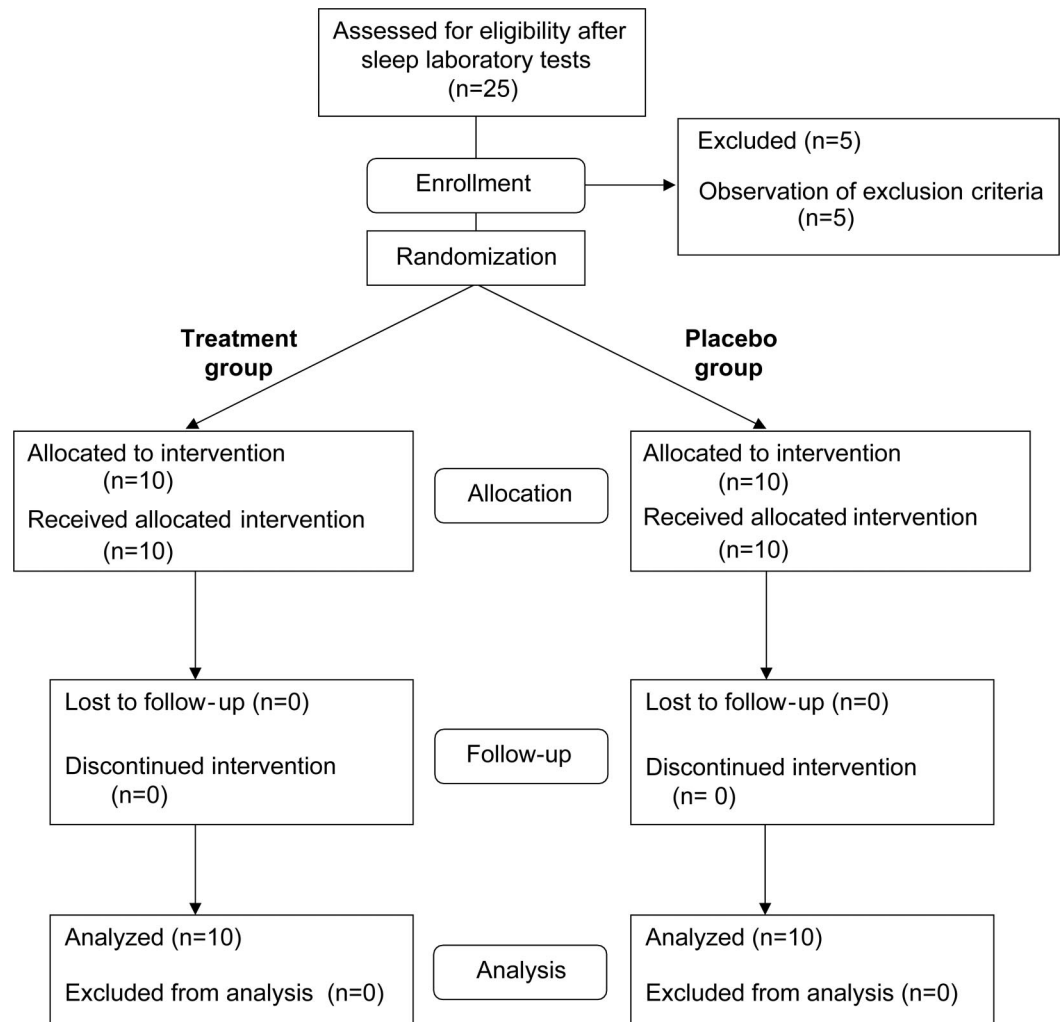 Assessed for eligibility after
sleep laboratory tests
(n=25)
Enrollment
Excluded (n=5)
Observation of exclusion criteria
(n=5)
Randomization
Treatment
group
Placebo
group
Allocated to intervention
(n=10)
Received allocated intervention
(n=10)
Allocation
Allocated to intervention
(n=10)
Received allocated intervention
(n=10)
Lost to follow-up (n=0)
Discontinued intervention
(n=0)
Follow-up
Lost to follow-up (n=0)
Discontinued intervention
(n= 0)
Analyzed (n=10)
Excluded from analysis (n=0)
Analysis
Analyzed (n=10)
Excluded from analysis (n=0)